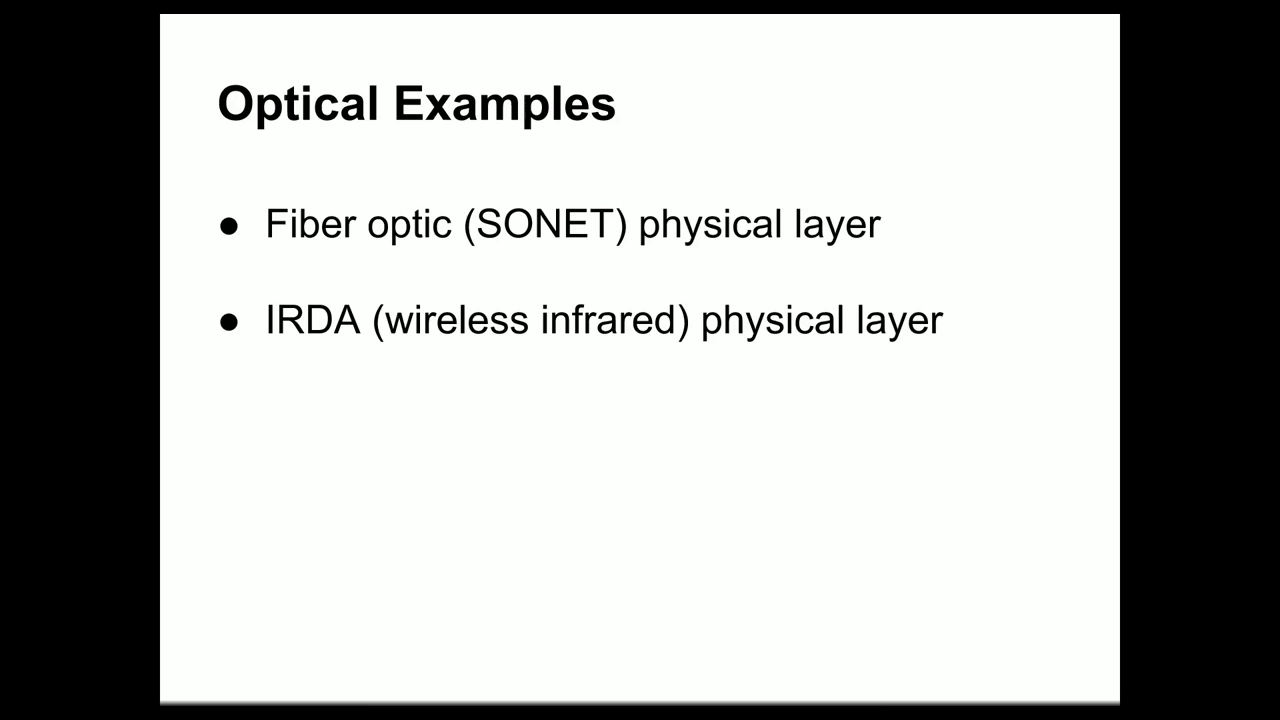 Optical Examples
● Fiber optic (SONET) physical layer
● IRDA (wireless infrared) physical layer